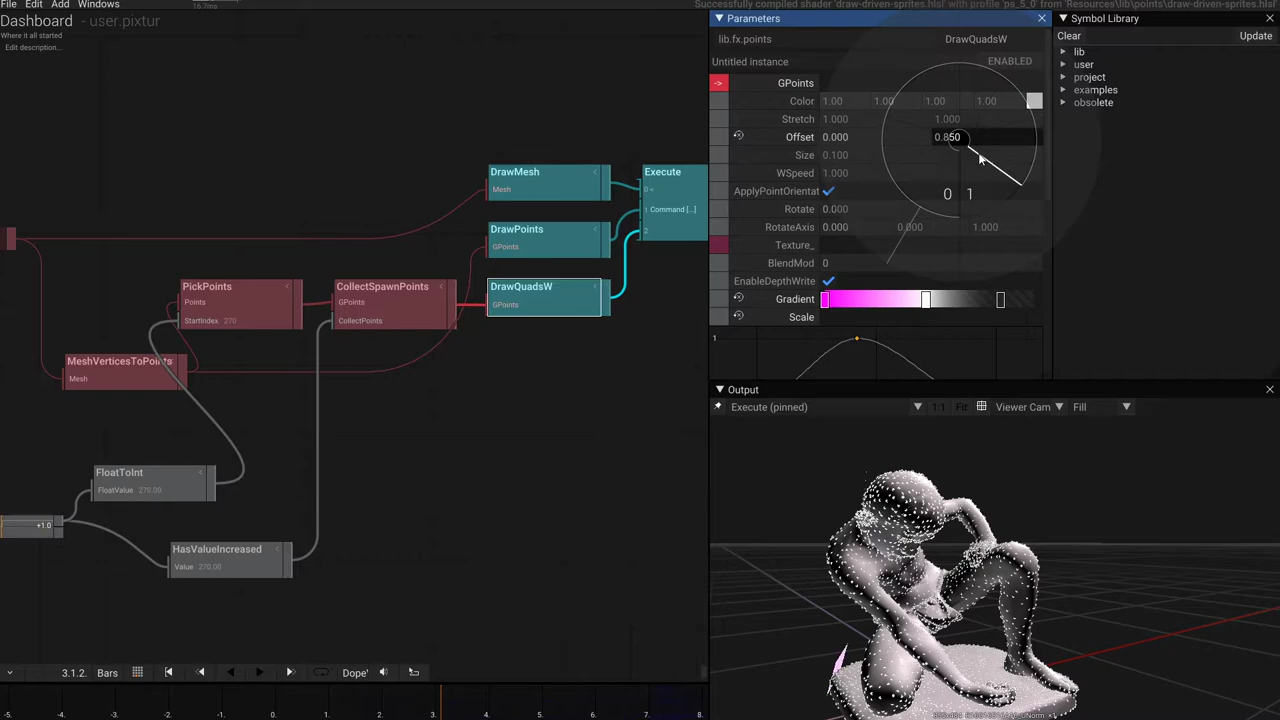 File Edit Add Windows
16.7ms
Successfully compiled shader 'draw-driven-sprites.hlsl' with profile 'ps_5_0' from 'Resources\lib\points\draw-driven-sprites.hlsl'
Dashboard - user.pixtur
Where it all started
Edit description...
Parameters
Symbol Library
lib.fx.points
DrawQuadsW
Clear
Update
Untitled instance
ENABLED
lib
user
project
examples
obsolete
GPoints
Color 1.00 1.00 1.00 1.00
Stretch 1.000 1.000
Offset 0.000 0.850
Size 0.100
WSpeed 1.000
ApplyPointOrientat
0 1
Rotate 0.000
RotateAxis 0.000 0.000 1.000
Texture_
BlendMod 0
EnableDepthWrite
Gradient
Scale
1
DrawMesh
Mesh
Execute
0 <
1 Command [...]
2
DrawPoints
GPoints
DrawQuadsW
GPoints
PickPoints
Points
StartIndex 270
CollectSpawnPoints
GPoints
CollectPoints
MeshVerticesToPoints
Mesh
FloatToInt
FloatValue 270.00
+1.0
HasValueIncreased
Value 270.00
Output
Execute (pinned)
1:1 Fit
Viewer Cam
Fill
3.1.2. Bars
Dope'
-5. -4. -3. -2. -1. 0. 1. 2. 3. 4. 5. 6. 7. 8.